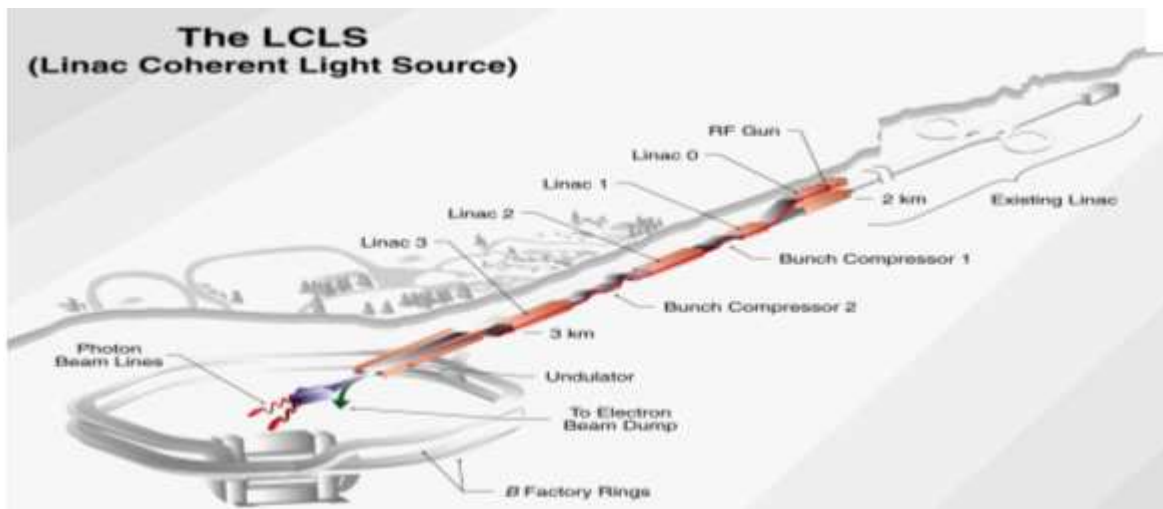 The LCLS
(Linac Coherent Light Source)
RF Gun
Linac 0
Linac 1
Linac 2
Linac 3
2 km
Existing Linac
Bunch Compressor 1
Bunch Compressor 2
3 km
Photon
Beam Lines
Undulator
To Electron
Beam Dump
B Factory Rings